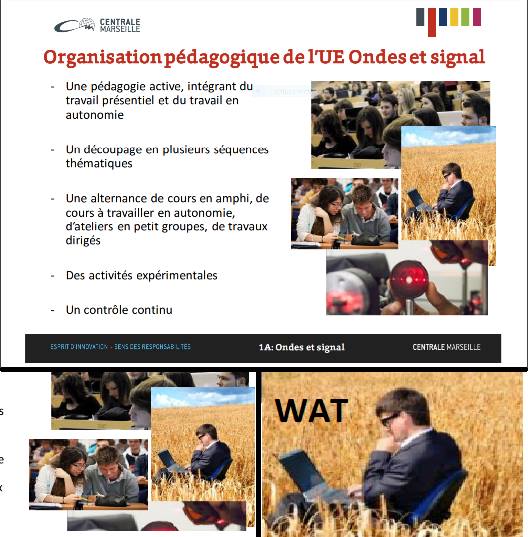 CENTRALE
MARSEILLE
Organisation pédagogique de l'UE Ondes et signal
- Une pédagogie active, intégrant du
travail présentiel et du travail en
autonomie
- Un découpage en plusieurs séquences
thématiques
- Une alternance de cours en amphi, de
cours à travailler en autonomie,
d'ateliers en petit groupes, de travaux
dirigés
- Des activités expérimentales
- Un contrôle continu
ESPRIT D'INNOVATION - SENS DES RESPONSABILITES
1A: Ondes et signal
CENTRALE MARSEILLE
s
e
x
WAT